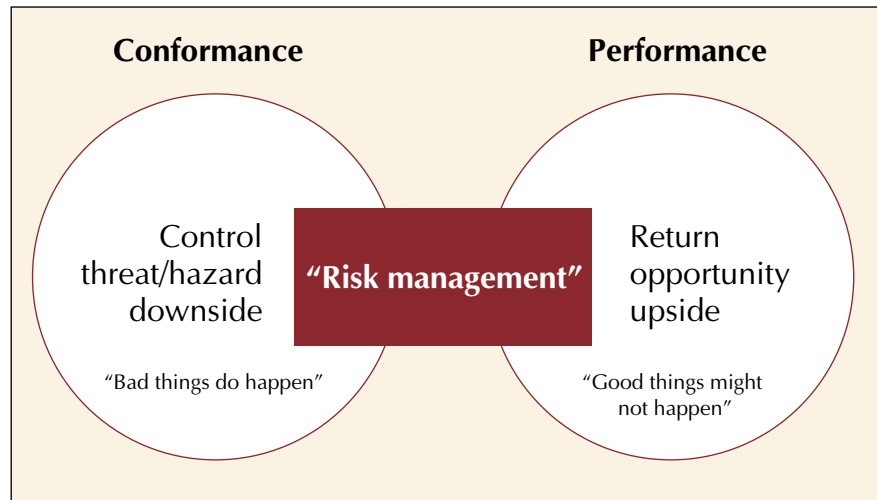 Conformance
Performance
Control
threat/hazard
downside
“Risk management”
Return
opportunity
upside
“Bad things do happen”
“Good things might
not happen”